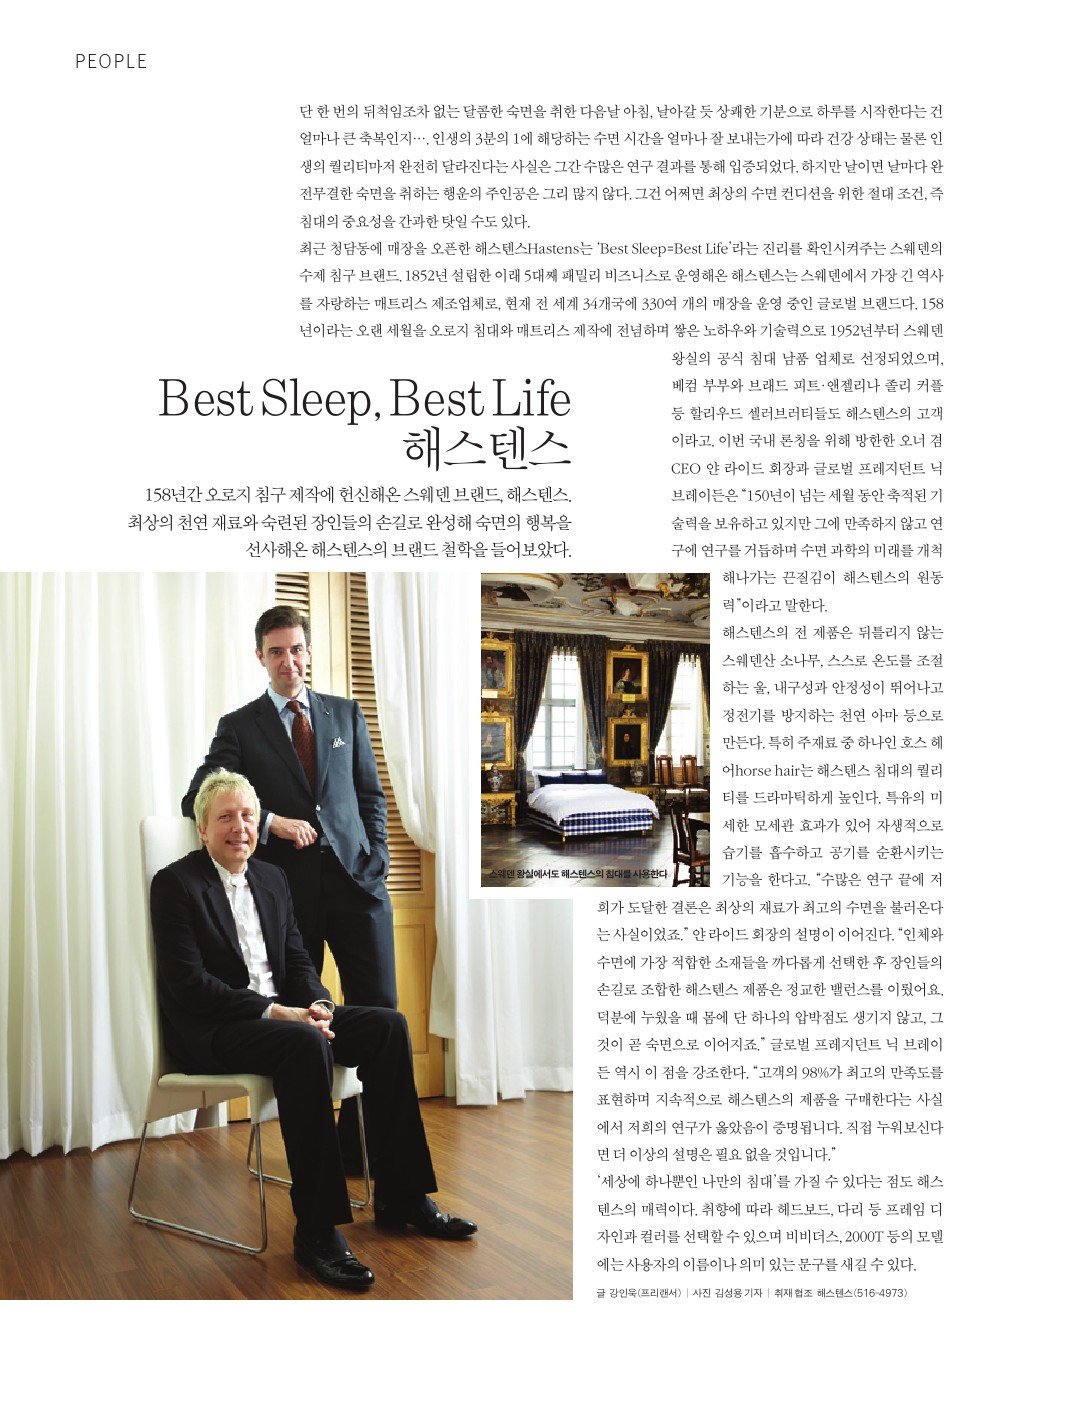 PEOPLE
단 한 번의 뒤척임조차 없는 달콤한 숙면을 취한 다음날 아침, 날아갈 듯 상쾌한 기분으로 하루를 시작한다는 건
얼마나 큰 축복인지…. 인생의 3분의 1에 해당하는 수면 시간을 얼마나 잘 보내는가에 따라 건강 상태는 물론 인
생의 퀄리티마저 완전히 달라진다는 사실은 그간 수많은 연구 결과를 통해 입증되었다. 하지만 날이면 날마다 완
전무결한 숙면을 취하는 행운의 주인공은 그리 많지 않다. 그건 어쩌면 최상의 수면 컨디션을 위한 절대 조건, 즉
침대의 중요성을 간과한 탓일 수도 있다.
최근 청담동에 매장을 오픈한 해스텐스Hastens는 ‘Best Sleep=Best Life’라는 진리를 확인시켜주는 스웨덴의
수제 침구 브랜드. 1852년 설립한 이래 5대째 패밀리 비즈니스로 운영해온 해스텐스는 스웨덴에서 가장 긴 역사
를 자랑하는 매트리스 제조업체로, 현재 전 세계 34개국에 330여 개의 매장을 운영 중인 글로벌 브랜드다. 158
년이라는 오랜 세월을 오로지 침대와 매트리스 제작에 전념하며 쌓은 노하우와 기술력으로 1952년부터 스웨덴
왕실의 공식 침대 납품 업체로 선정되었으며,
베컴 부부와 브래드 피트·앤젤리나 졸리 커플
등 할리우드 셀러브러티들도 해스텐스의 고객
이라고. 이번 국내 론칭을 위해 방한한 오너 겸
CEO 얀 라이드 회장과 글로벌 프레지던트 닉
브레이든은 “150년이 넘는 세월 동안 축적된 기
술력을 보유하고 있지만 그에 만족하지 않고 연
구에 연구를 거듭하며 수면 과학의 미래를 개척
해나가는 끈질김이 해스텐스의 원동
력”이라고 말한다.
해스텐스의 전 제품은 뒤틀리지 않는
스웨덴산 소나무, 스스로 온도를 조절
하는 울, 내구성과 안정성이 뛰어나고
정전기를 방지하는 천연 아마 등으로
만든다. 특히 주재료 중 하나인 호스 헤
어horse hair는 해스텐스 침대의 퀄리
티를 드라마틱하게 높인다. 특유의 미
세한 모세관 효과가 있어 자생적으로
습기를 흡수하고 공기를 순환시키는
기능을 한다고. “수많은 연구 끝에 저
희가 도달한 결론은 최상의 재료가 최고의 수면을 불러온다
는 사실이었죠.” 얀 라이드 회장의 설명이 이어진다. “인체와
수면에 가장 적합한 소재들을 까다롭게 선택한 후 장인들의
손길로 조합한 해스텐스 제품은 정교한 밸런스를 이뤘어요.
덕분에 누웠을 때 몸에 단 하나의 압박점도 생기지 않고, 그
것이 곧 숙면으로 이어지죠.” 글로벌 프레지던트 닉 브레이
든 역시 이 점을 강조한다. “고객의 98%가 최고의 만족도를
표현하며 지속적으로 해스텐스의 제품을 구매한다는 사실
에서 저희의 연구가 옳았음이 증명됩니다. 직접 누워보신다
면 더 이상의 설명은 필요 없을 것입니다.”
‘세상에 하나뿐인 나만의 침대’를 가질 수 있다는 점도 해스
텐스의 매력이다. 취향에 따라 헤드보드, 다리 등 프레임 디
자인과 컬러를 선택할 수 있으며 비비더스, 2000T 등의 모델
에는 사용자의 이름이나 의미 있는 문구를 새길 수 있다.
글 강인욱(프리랜서) | 사진 김성용 기자 | 취재 협조 해스텐스(516-4973)
Best Sleep, Best Life
해스텐스
158년간 오로지 침구 제작에 헌신해온 스웨덴 브랜드, 해스텐스.
최상의 천연 재료와 숙련된 장인들의 손길로 완성해 숙면의 행복을
선사해온 해스텐스의 브랜드 철학을 들어보았다.
스웨덴 왕실에서도 해스텐스의 침대를 사용한다.